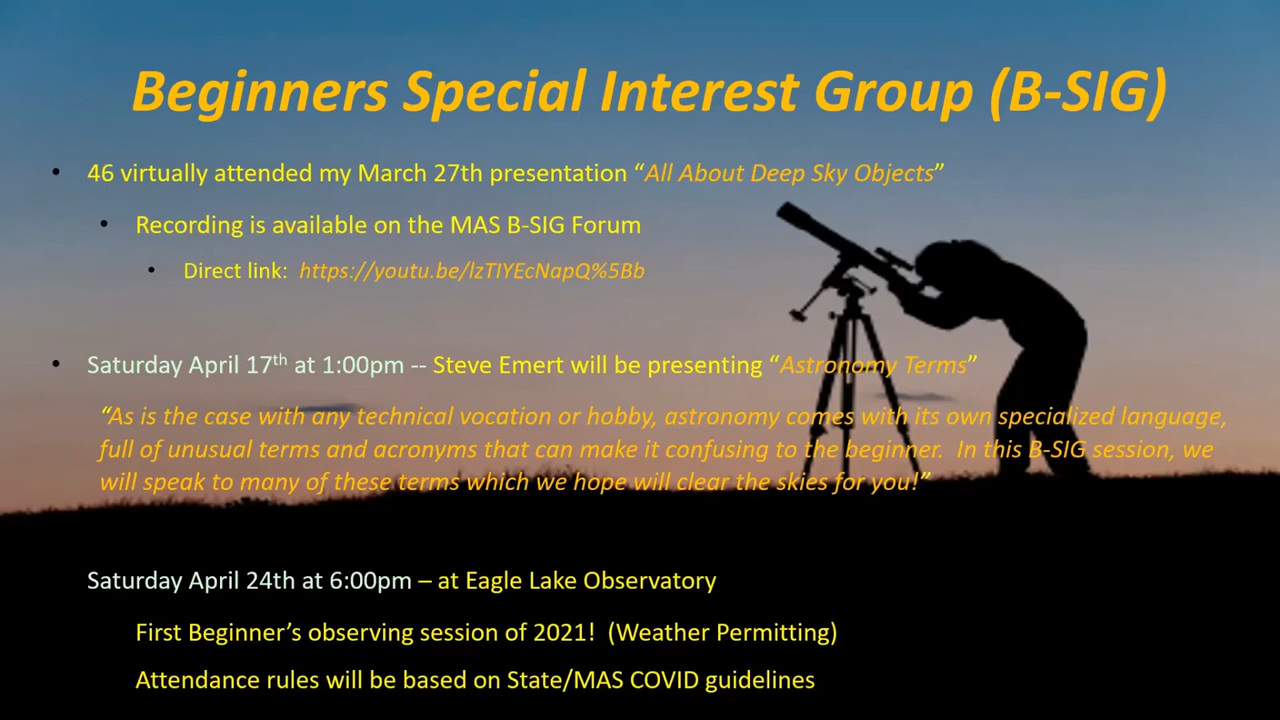 Beginners Special Interest Group (B-SIG)
• 46 virtually attended my March 27th presentation “All About Deep Sky Objects”
• Recording is available on the MAS B-SIG Forum
• Direct link: https://youtu.be/lzTIYEcNapQ%5Bb
• Saturday April 17th at 1:00pm -- Steve Emert will be presenting “Astronomy Terms”
“As is the case with any technical vocation or hobby, astronomy comes with its own specialized language,
full of unusual terms and acronyms that can make it confusing to the beginner. In this B-SIG session, we
will speak to many of these terms which we hope will clear the skies for you!”
Saturday April 24th at 6:00pm – at Eagle Lake Observatory
First Beginner’s observing session of 2021! (Weather Permitting)
Attendance rules will be based on State/MAS COVID guidelines